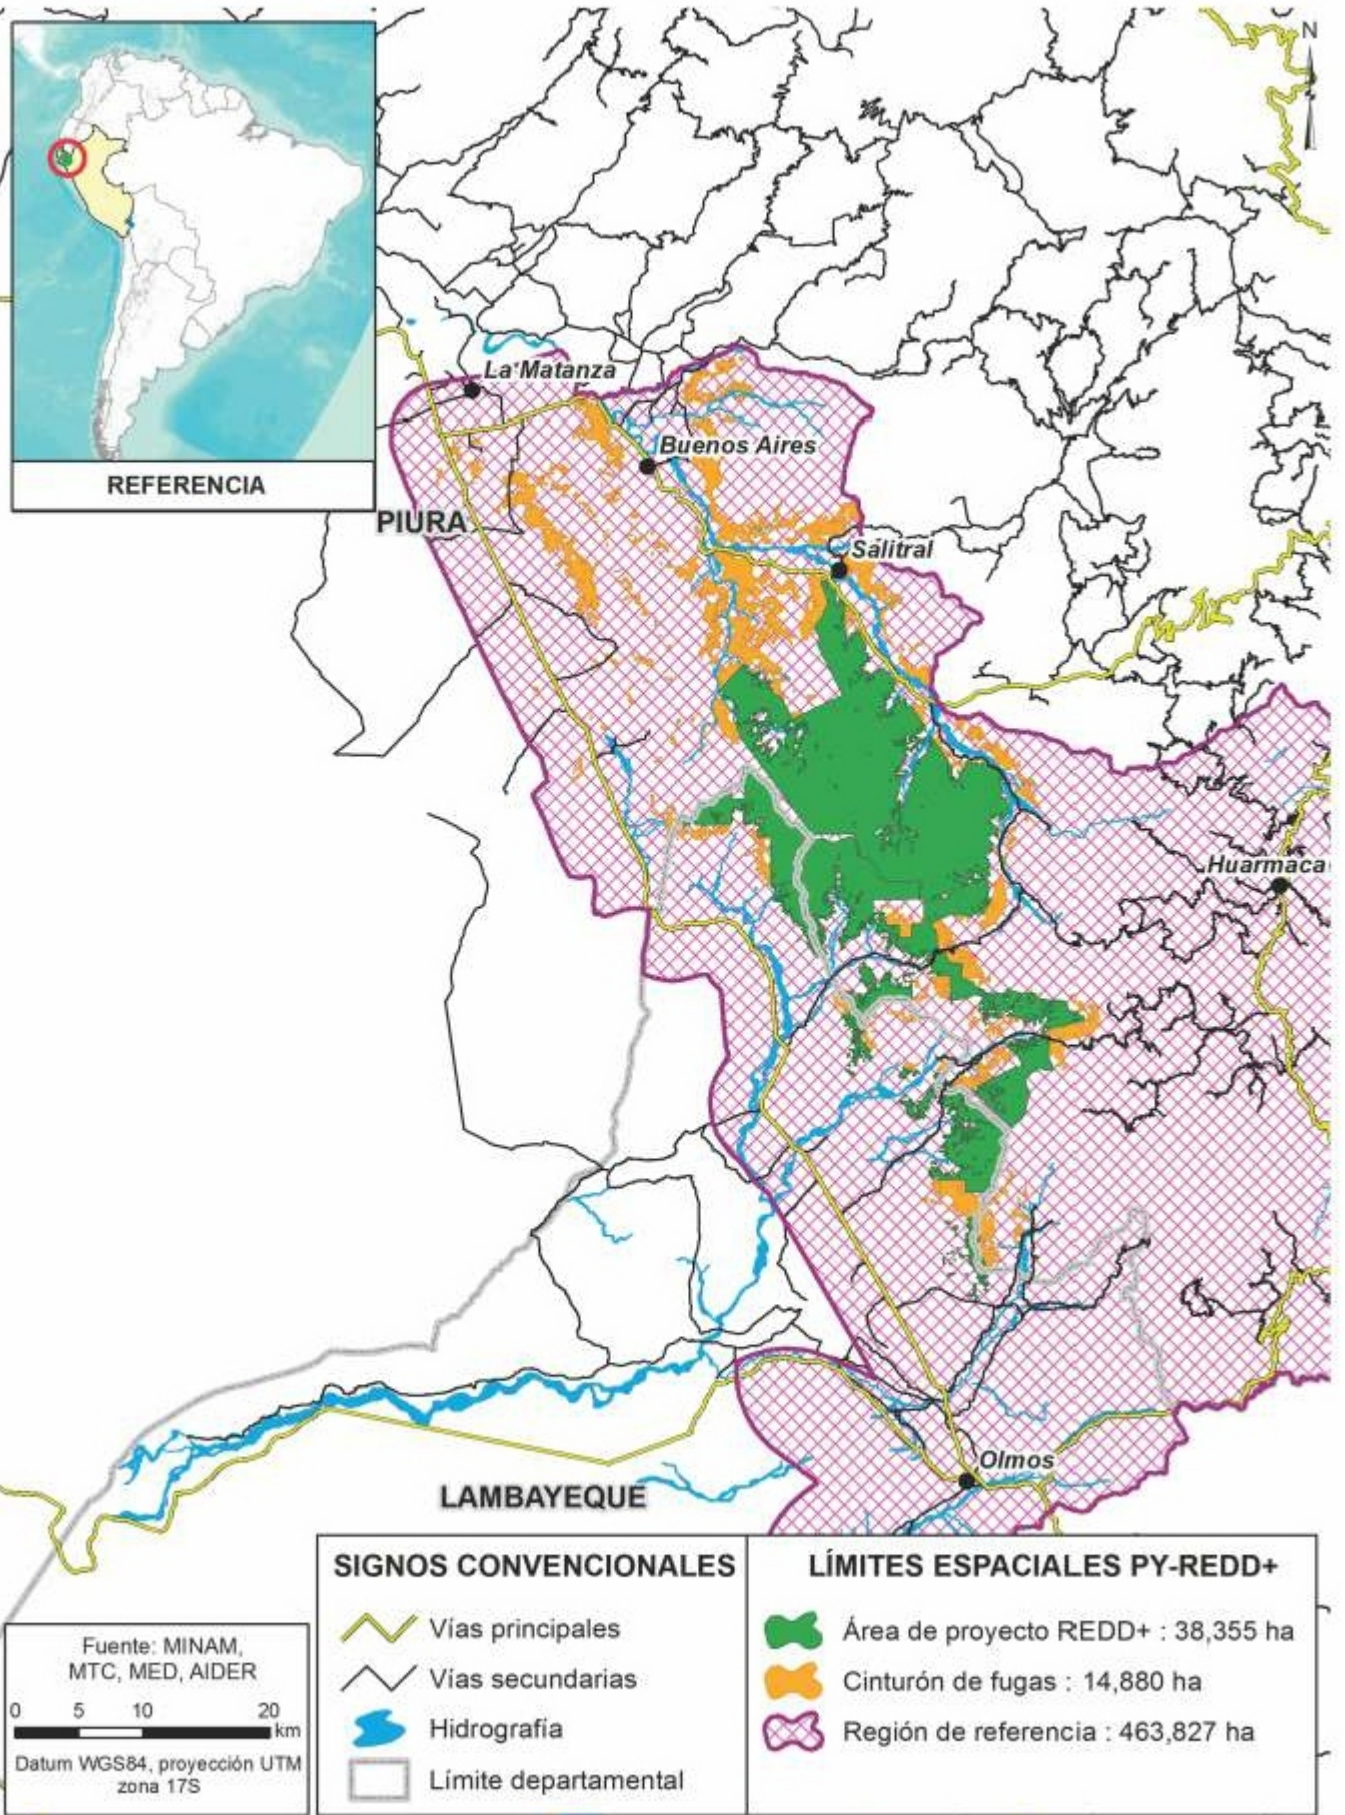 N
REFERENCIA
La Matanza
Buenos Aires
PIURA
Salitral
Huarmaca
Olmos
LAMBAYEQUE
SIGNOS CONVENCIONALES
Vías principales
Vías secundarias
Hidrografía
Límite departamental
LÍMITES ESPACIALES PY-REDD+
Área de proyecto REDD+ : 38,355 ha
Cinturón de fugas : 14,880 ha
Región de referencia : 463,827 ha
Fuente: MINAM,
MTC, MED, AIDER
0 5 10 20
km
Datum WGS84, proyección UTM
zona 17S